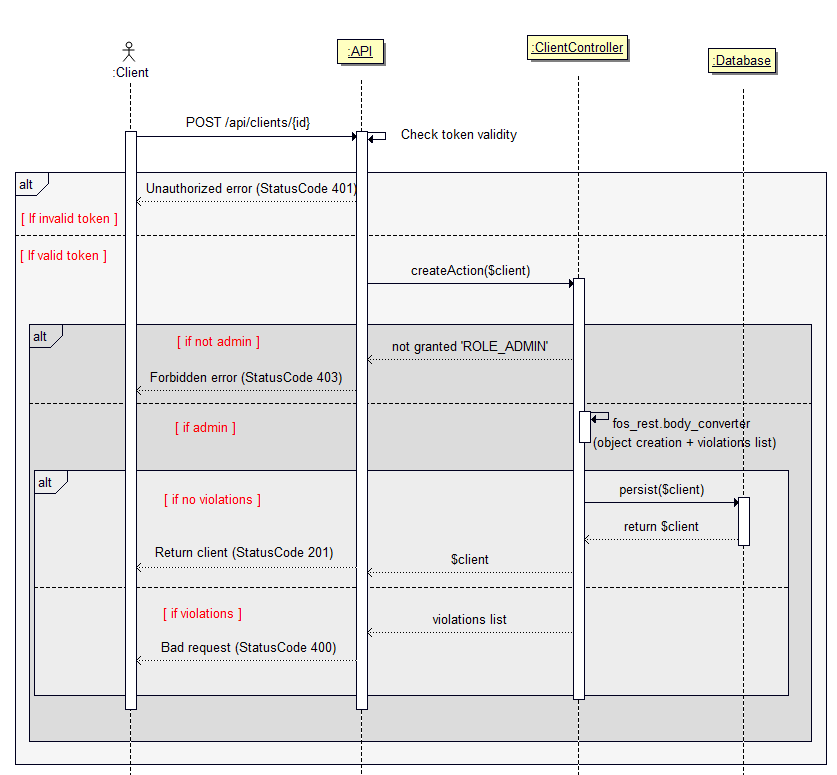 :Client
:API
:ClientController
:Database
POST /api/clients/{id}
Check token validity
alt
Unauthorized error (StatusCode 401)
[ If invalid token ]
[ If valid token ]
createAction($client)
alt
[ if not admin ]
not granted 'ROLE_ADMIN'
Forbidden error (StatusCode 403)
[ if admin ]
fos_rest.body_converter
(object creation + violations list)
alt
[ if no violations ]
persist($client)
return $client
Return client (StatusCode 201)
$client
[ if violations ]
violations list
Bad request (StatusCode 400)